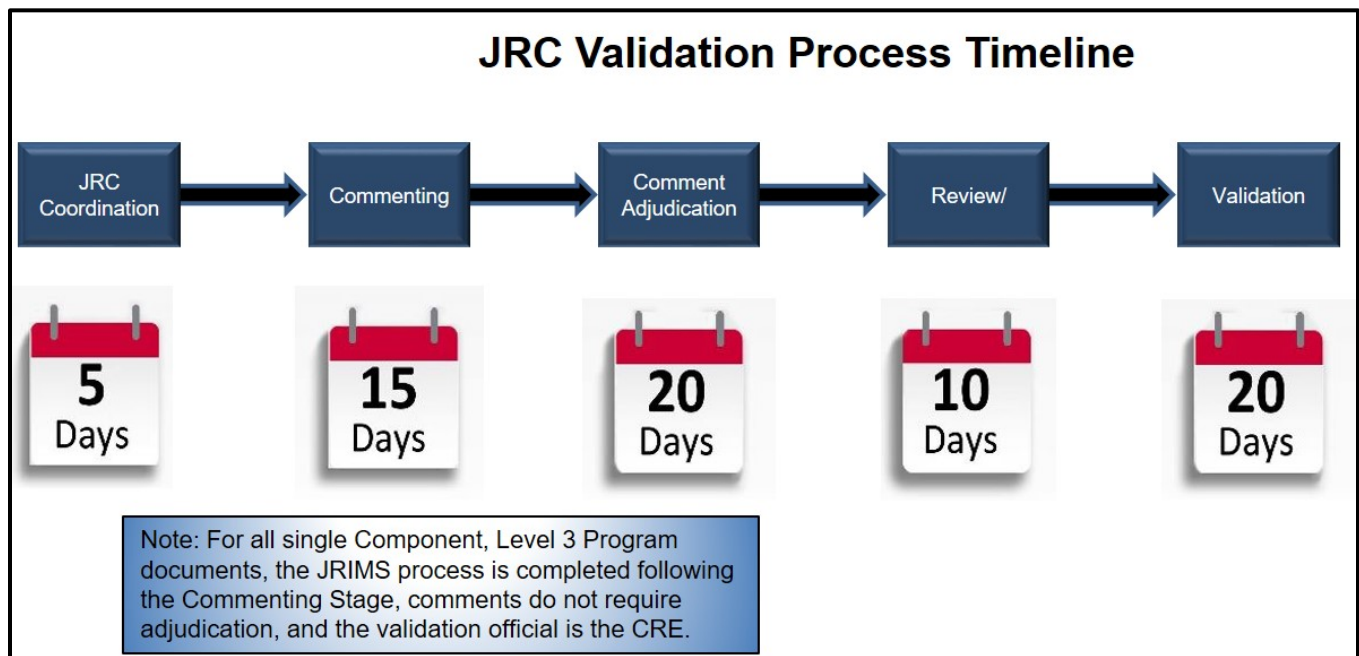 JRC Validation Process Timeline
JRC
Coordination
Commenting
Comment
Adjudication
Review/
Validation
5
Days
15
Days
20
Days
10
Days
20
Days
Note: For all single Component, Level 3 Program
documents, the JRIMS process is completed following
the Commenting Stage, comments do not require
adjudication, and the validation official is the CRE.